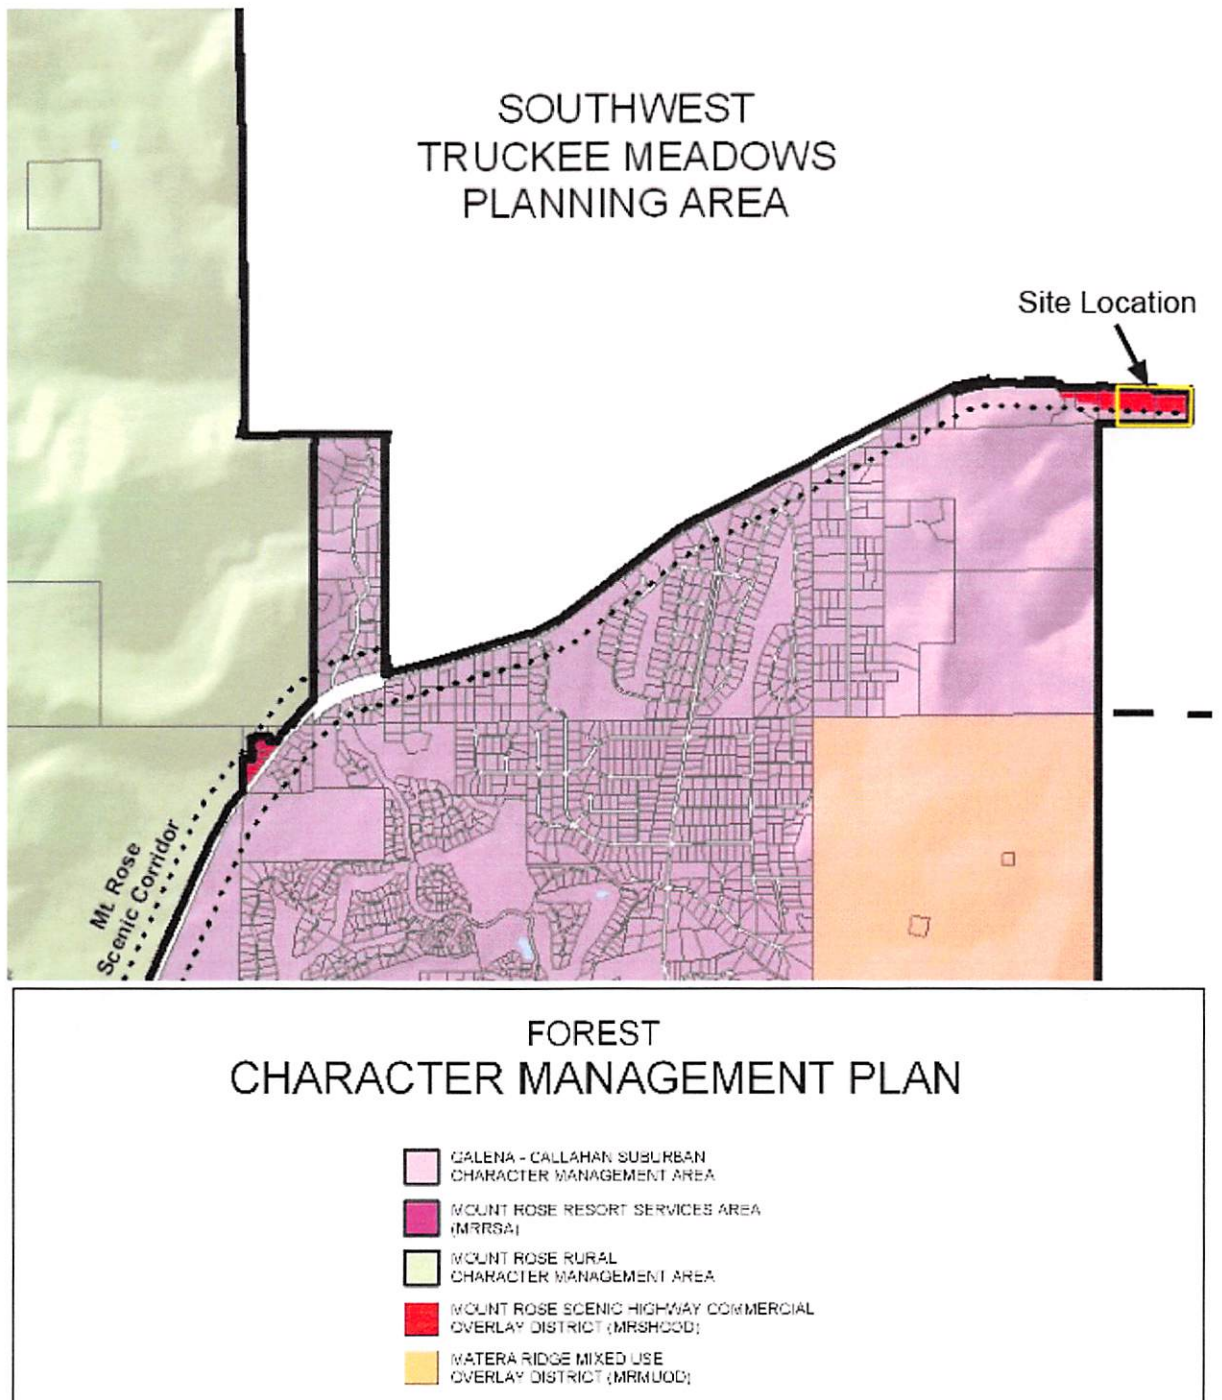 SOUTHWEST
TRUCKEE MEADOWS
PLANNING AREA
Site Location
Mt. Rose
Scenic Corridor
FOREST
CHARACTER MANAGEMENT PLAN
GALENA - CALLAHAN SUBURBAN
CHARACTER MANAGEMENT AREA
MOUNT ROSE RESORT SERVICES AREA
(MRRSA)
MOUNT ROSE RURAL
CHARACTER MANAGEMENT AREA
MOUNT ROSE SCENIC HIGHWAY COMMERCIAL
OVERLAY DISTRICT (MRSHCOD)
MATERA RIDGE MIXED USE
OVERLAY DISTRICT (MRMUOD)